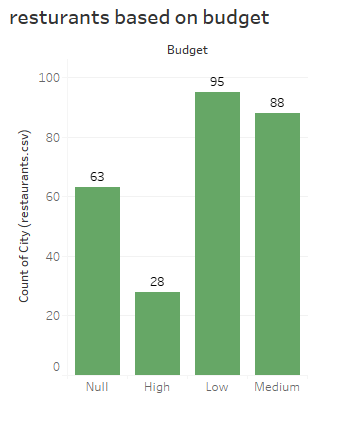 resturants based on budget
Budget
Count of City (restaurants.csv)
100
80
60
40
20
0
63
28
95
88
Null
High
Low
Medium